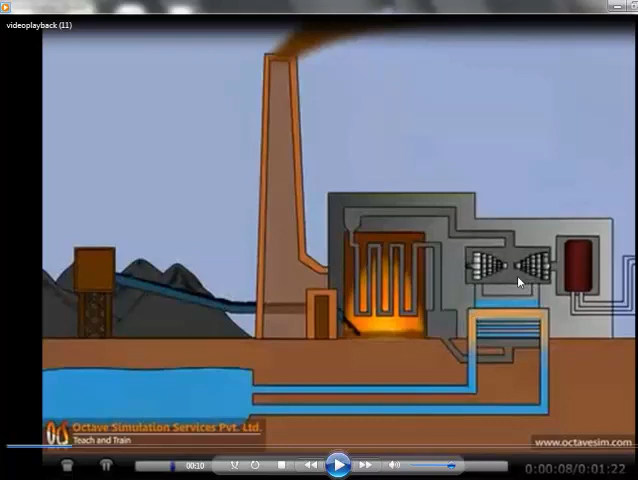 videoplayback (11)
Octave Simulation Services Pvt. Ltd.
Teach and Train
www.octavesim.com
00:10
0:00:08/0:01:22